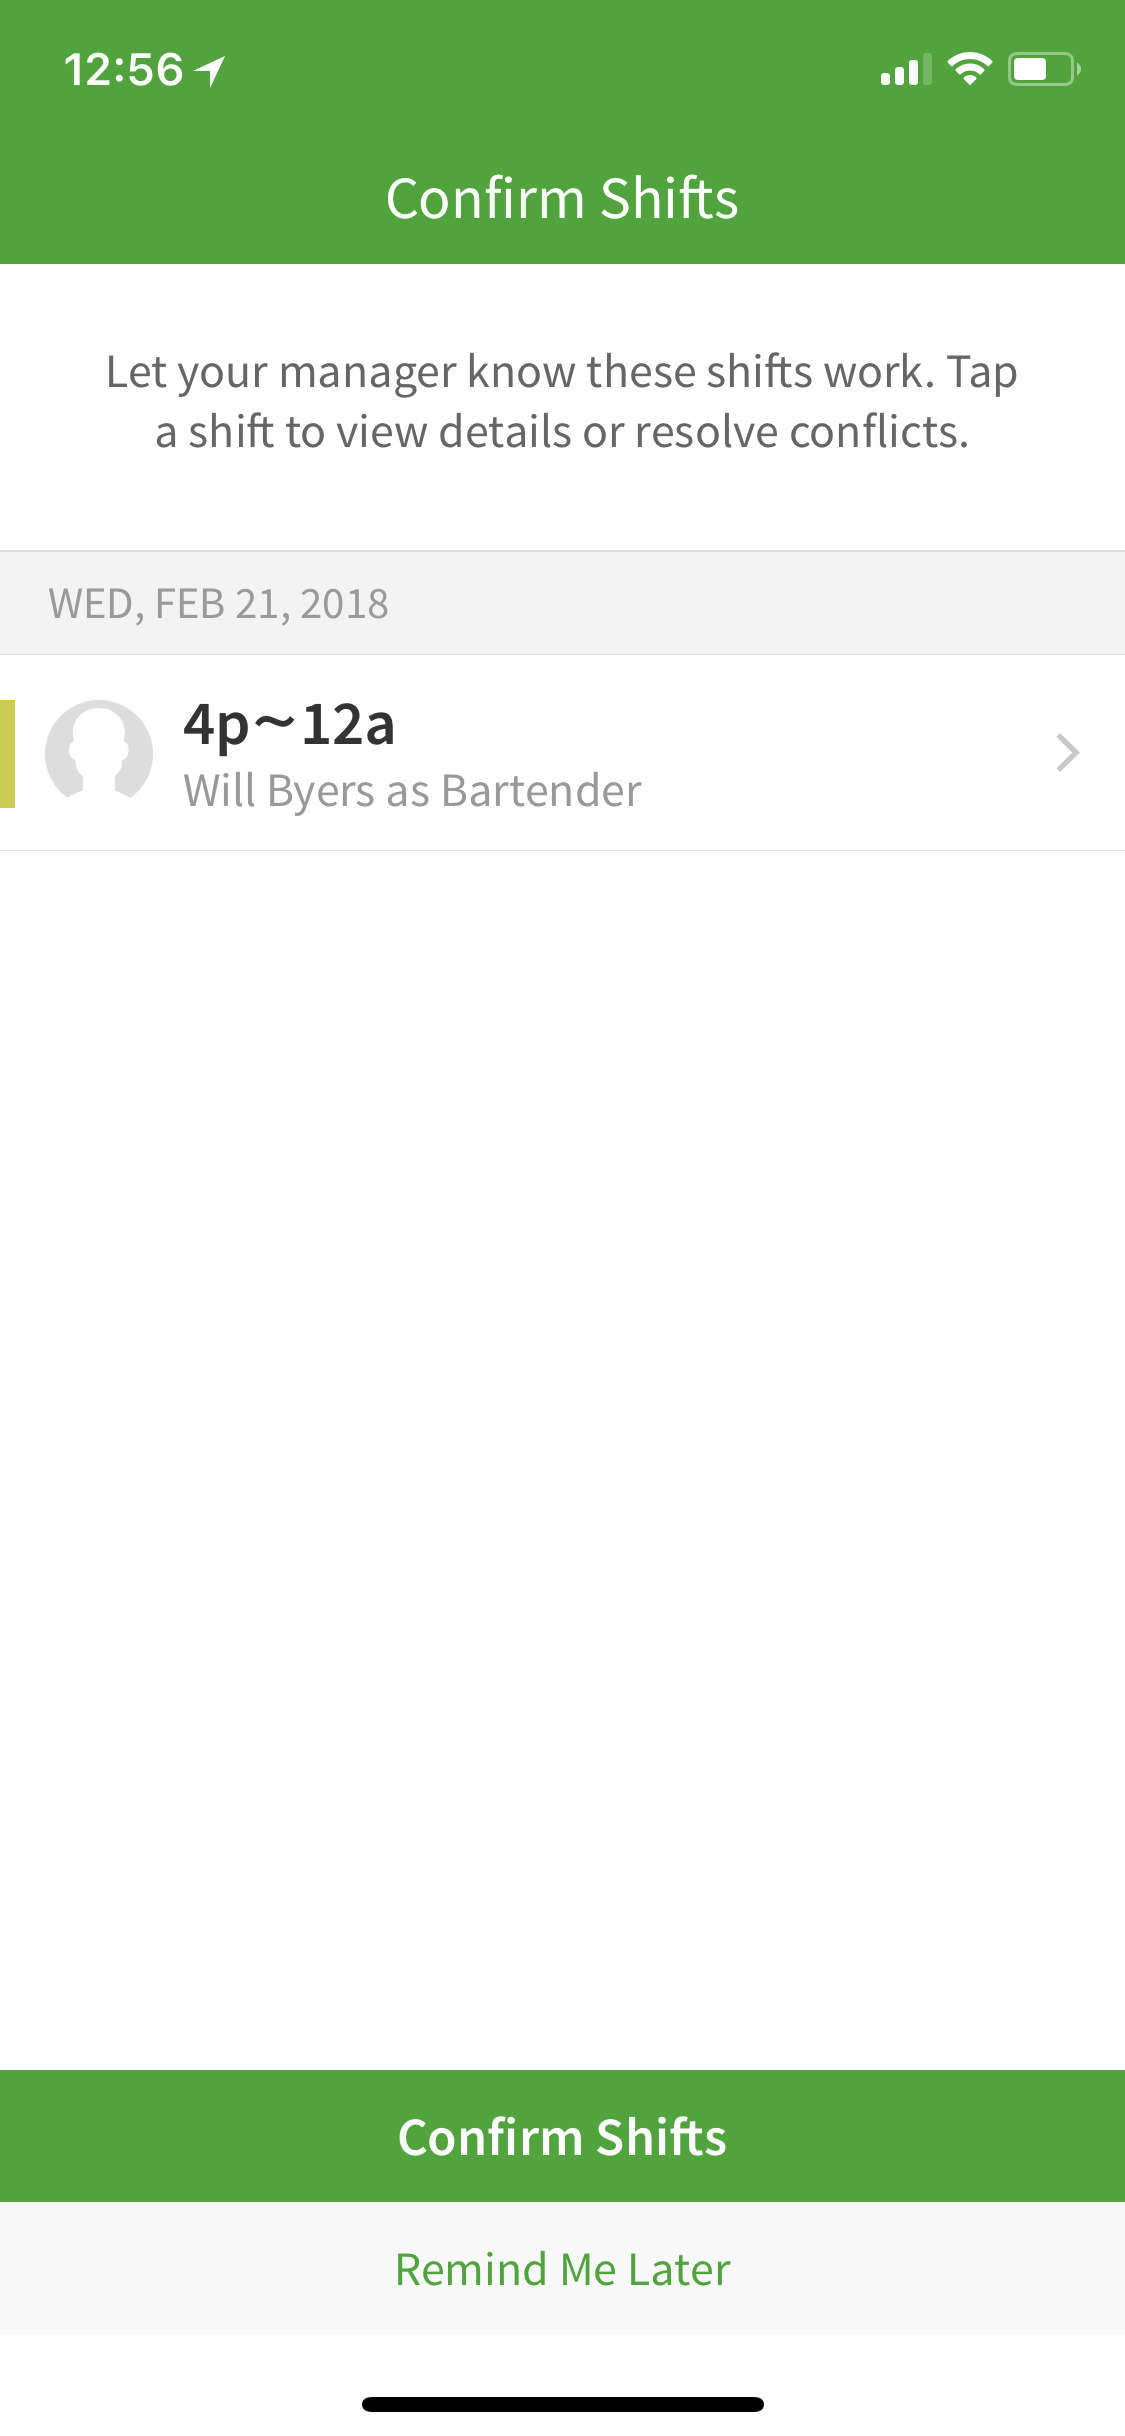 12:56
Confirm Shifts
Let your manager know these shifts work. Tap
a shift to view details or resolve conflicts.
WED, FEB 21, 2018
4p~12a
Will Byers as Bartender
Confirm Shifts
Remind Me Later